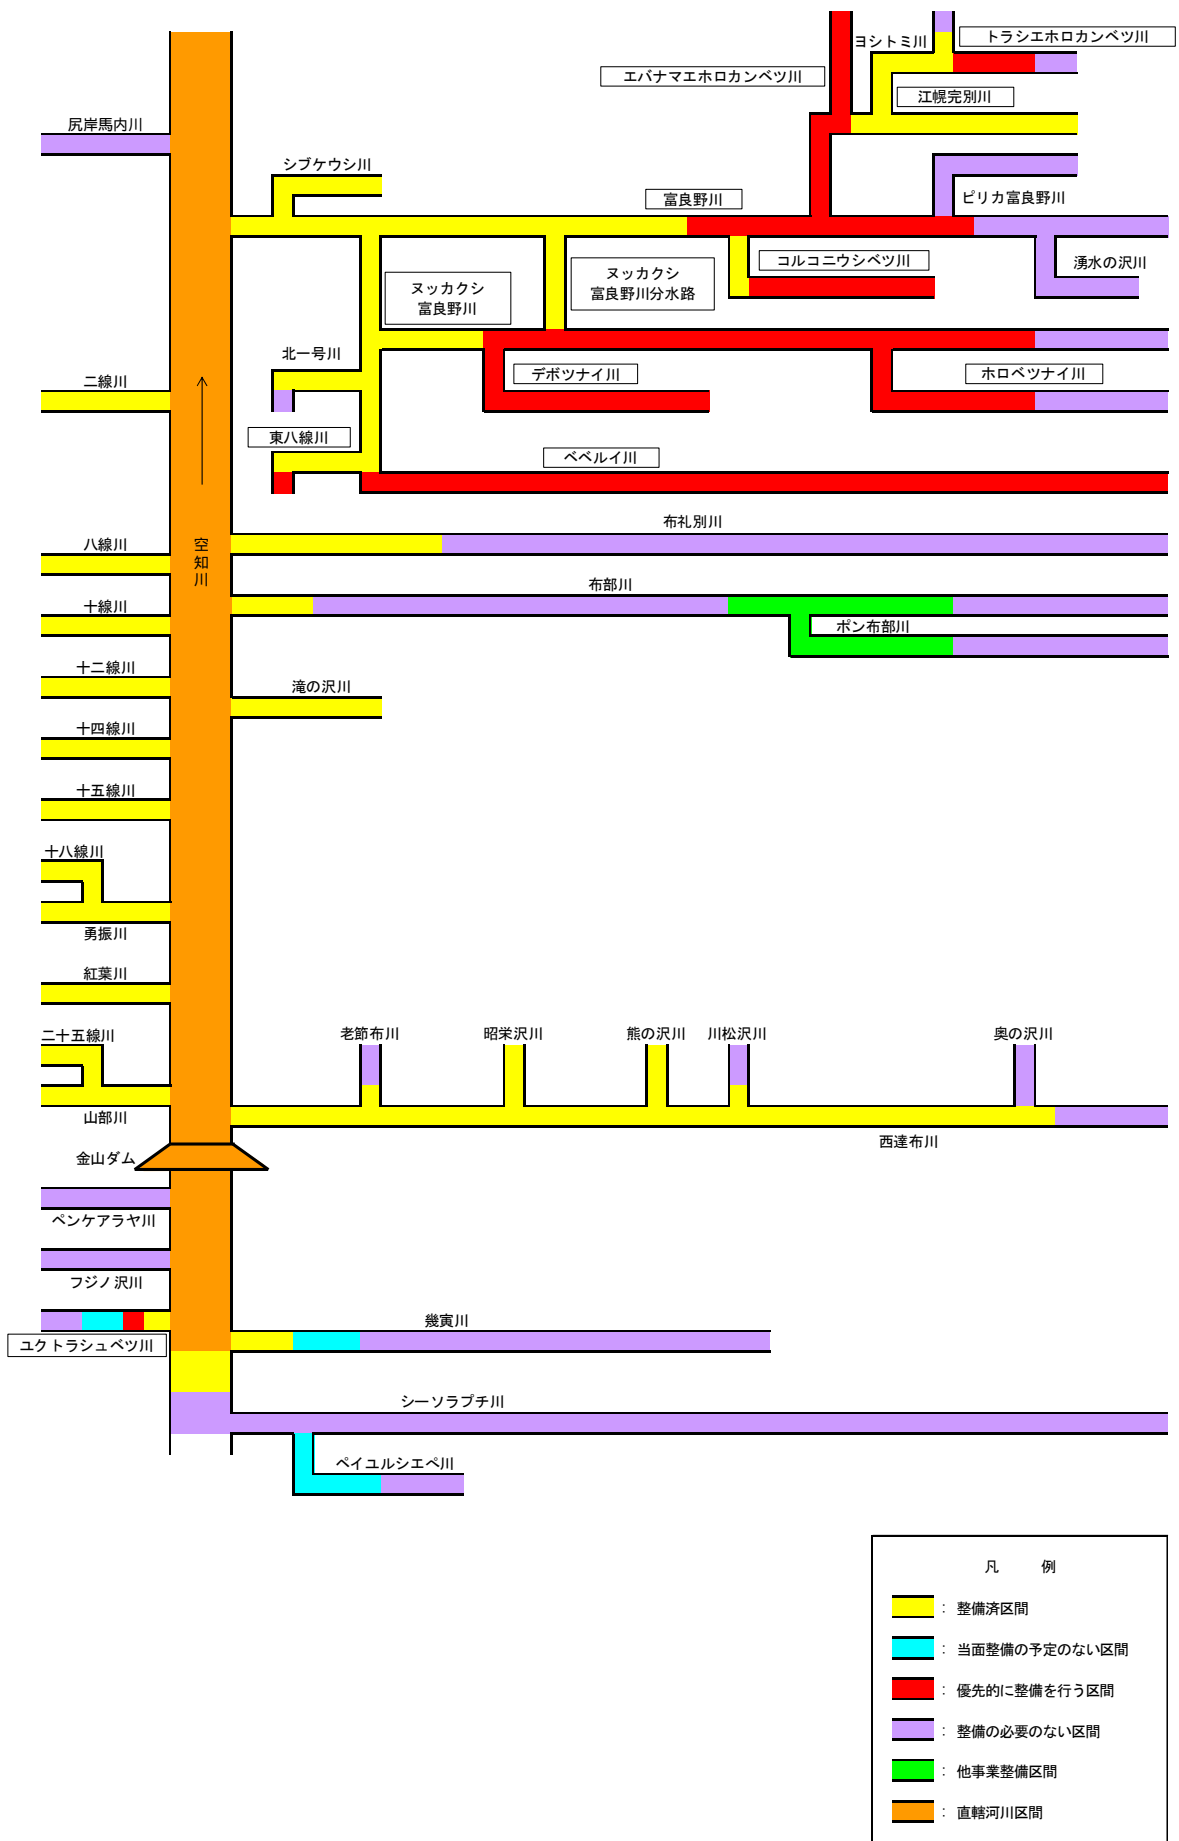 ヨシトミ川
トラシエホロカンベツ川
エバナマエホロカンベツ川
江幌完別川
尻岸馬内川
シブケウシ川
富良野川
ピリカ富良野川
コルコニウシベツ川
湧水の沢川
ヌッカクシ
富良野川
ヌッカクシ
富良野川分水路
北一号川
デボツナイ川
ホロベツナイ川
二線川
東八線川
ベベルイ川
布礼別川
八線川
空知川
布部川
十線川
ポン布部川
十二線川
滝の沢川
十四線川
十五線川
十八線川
勇振川
紅葉川
二十五線川
老節布川
昭栄沢川
熊の沢川
川松沢川
奥の沢川
山部川
西達布川
金山ダム
ペンケアラヤ川
フジノ沢川
幾寅川
ユクトラシュベツ川
シーソラプチ川
ペイユルシエペ川
凡 例
： 整備済区間
： 当面整備の予定のない区間
： 優先的に整備を行う区間
： 整備の必要のない区間
： 他事業整備区間
： 直轄河川区間